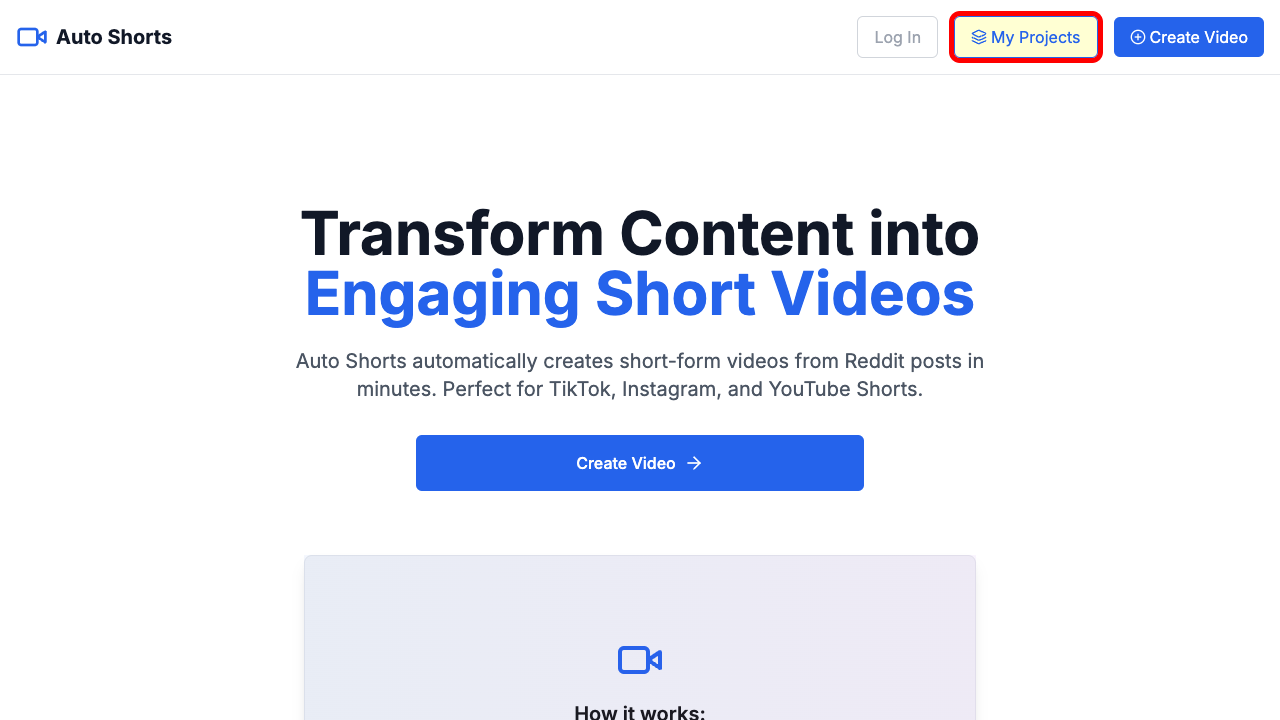 Auto Shorts
Log In
My Projects
Create Video
Transform Content into
Engaging Short Videos
Auto Shorts automatically creates short-form videos from Reddit posts in
minutes. Perfect for TikTok, Instagram, and YouTube Shorts.
Create Video
How it works: